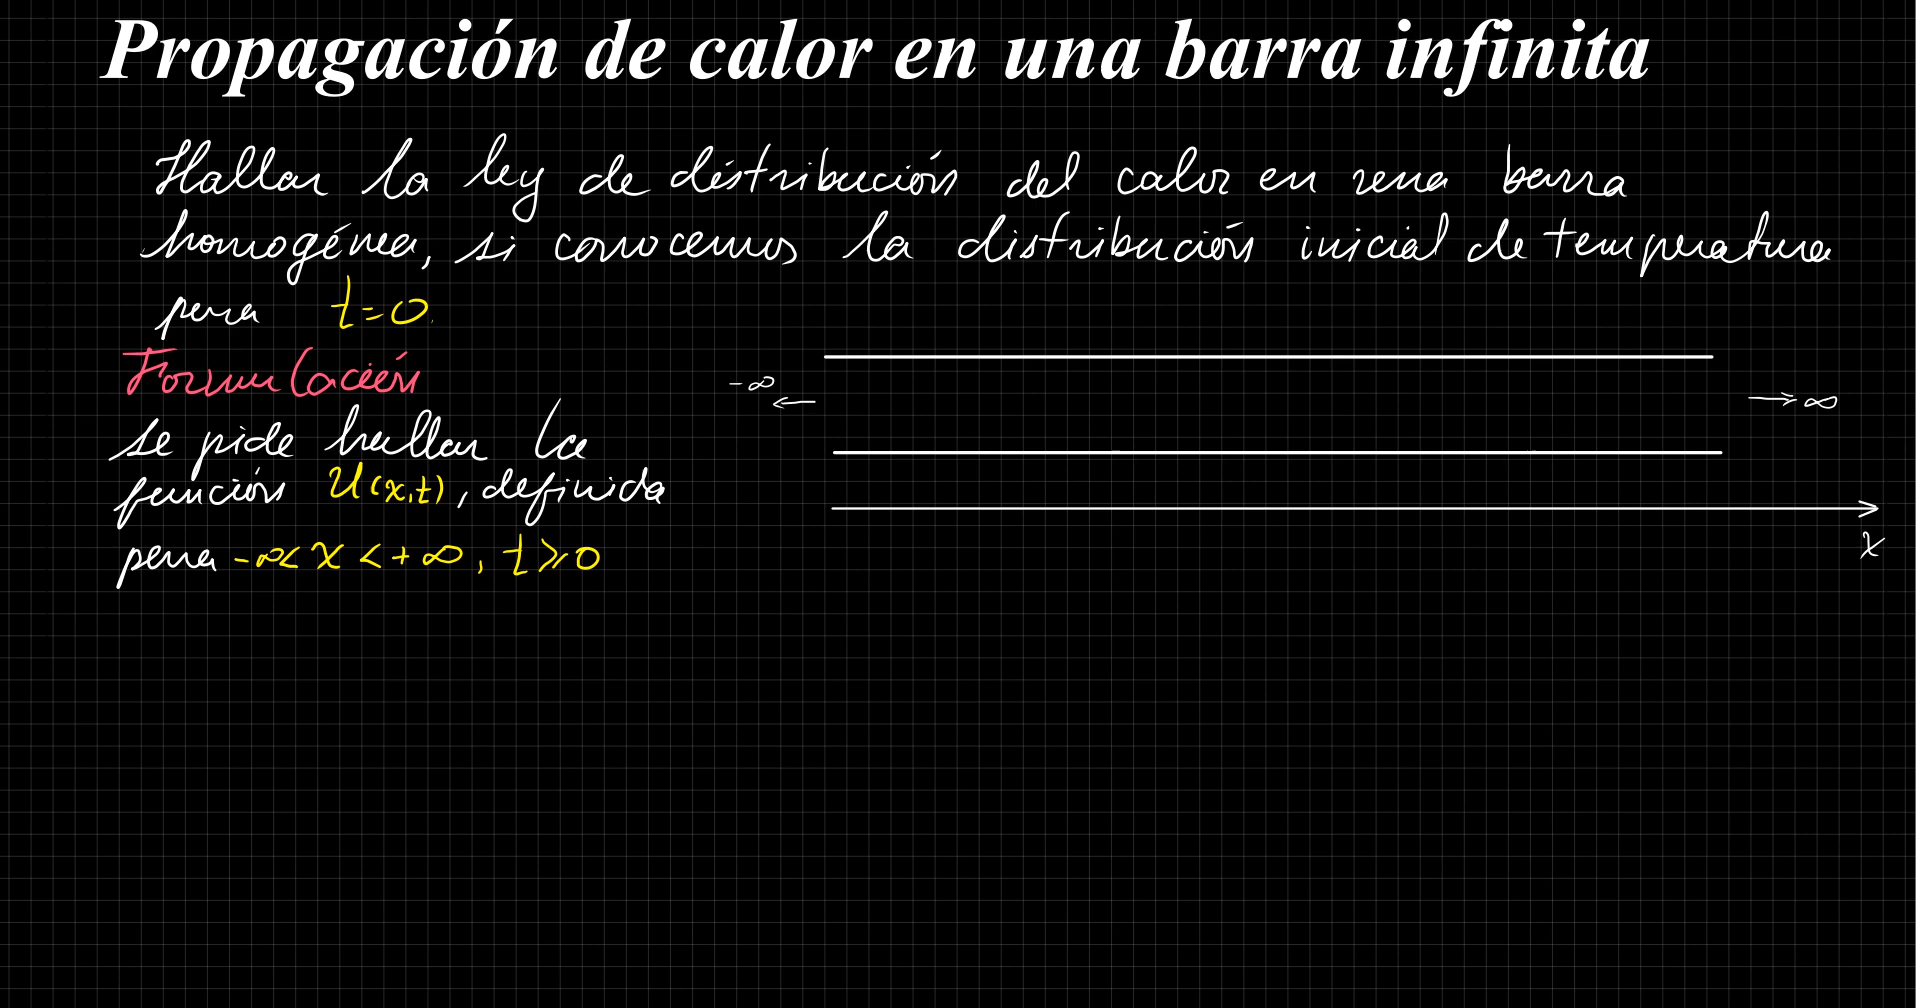 Propagación de calor en una barra infinita
Hallar la ley de distribución del calor en una barra
homogénea, si conocemos la distribución inicial de temperatura
para t=0.
Formulación
-∞
→ ∞
←
se pide hallar la
función U(x,t), definida
x
para -∞< x <+∞, t⩾0